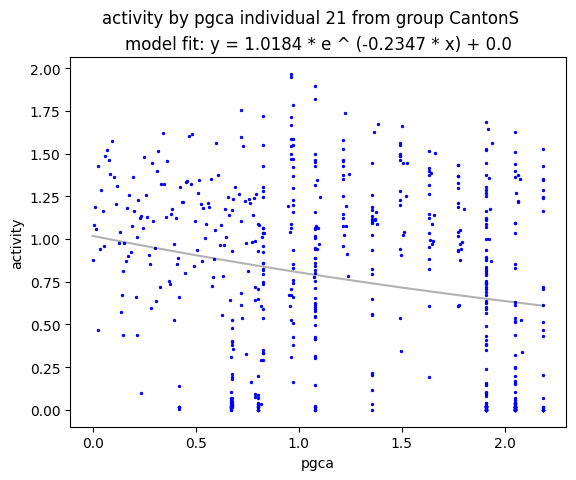 activity by pgca individual 21 from group CantonS
model fit: y = 1.0184 * e ^ (-0.2347 * x) + 0.0
2.00
1.75
1.50
1.25
1.00
0.75
0.50
0.25
0.00
activity
0.0 0.5 1.0 1.5 2.0
pgca